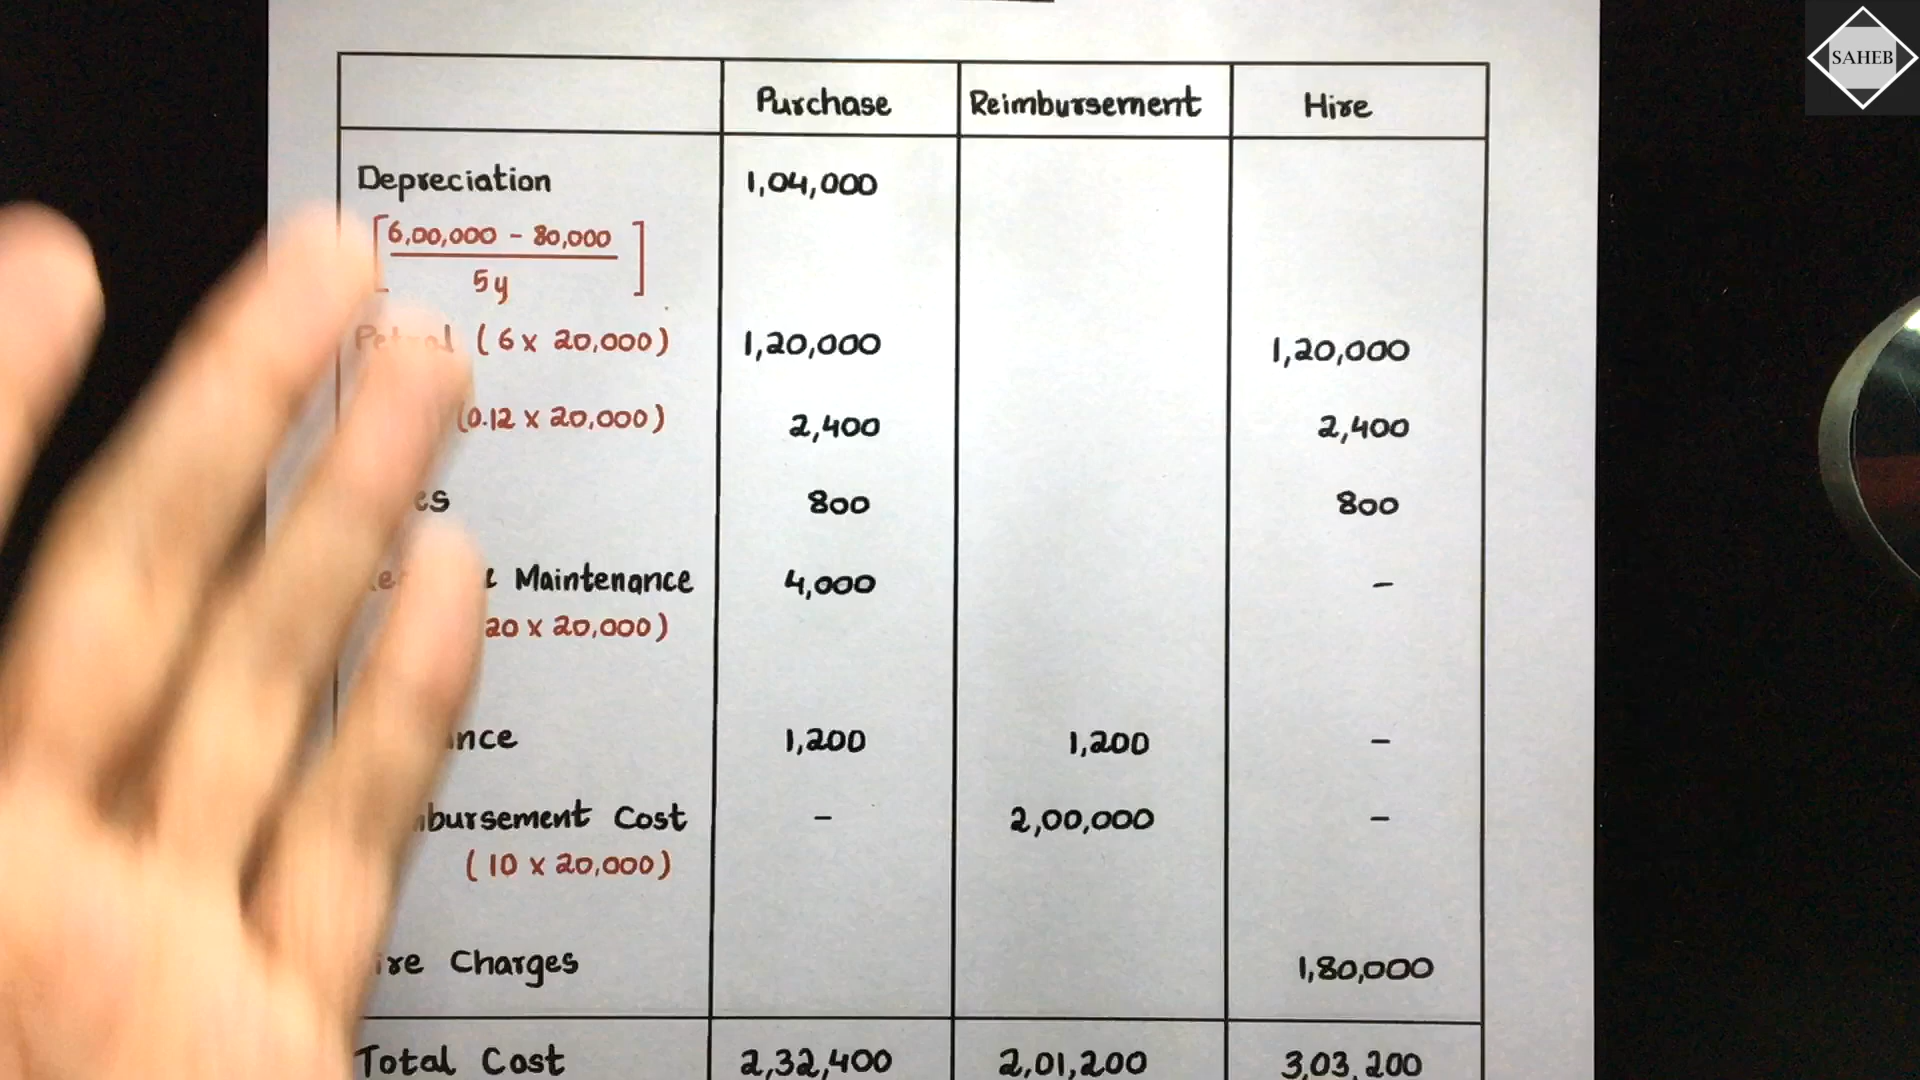 SAHEB
Purchase Reimbursement Hire
Depreciation 1,04,000
[6,00,000 - 80,000
5y]
( 6 x 20,000) 1,20,000 1,20,000
(0.12 x 20,000) 2,400 2,400
800 800
Maintenance 4,000 -
20 x 20,000)
1,200 1,200 -
Cost - 2,00,000 -
( 10 x 20,000)
Charges 1,80,000
Total Cost 2,32,400 2,01,200 3,03,200